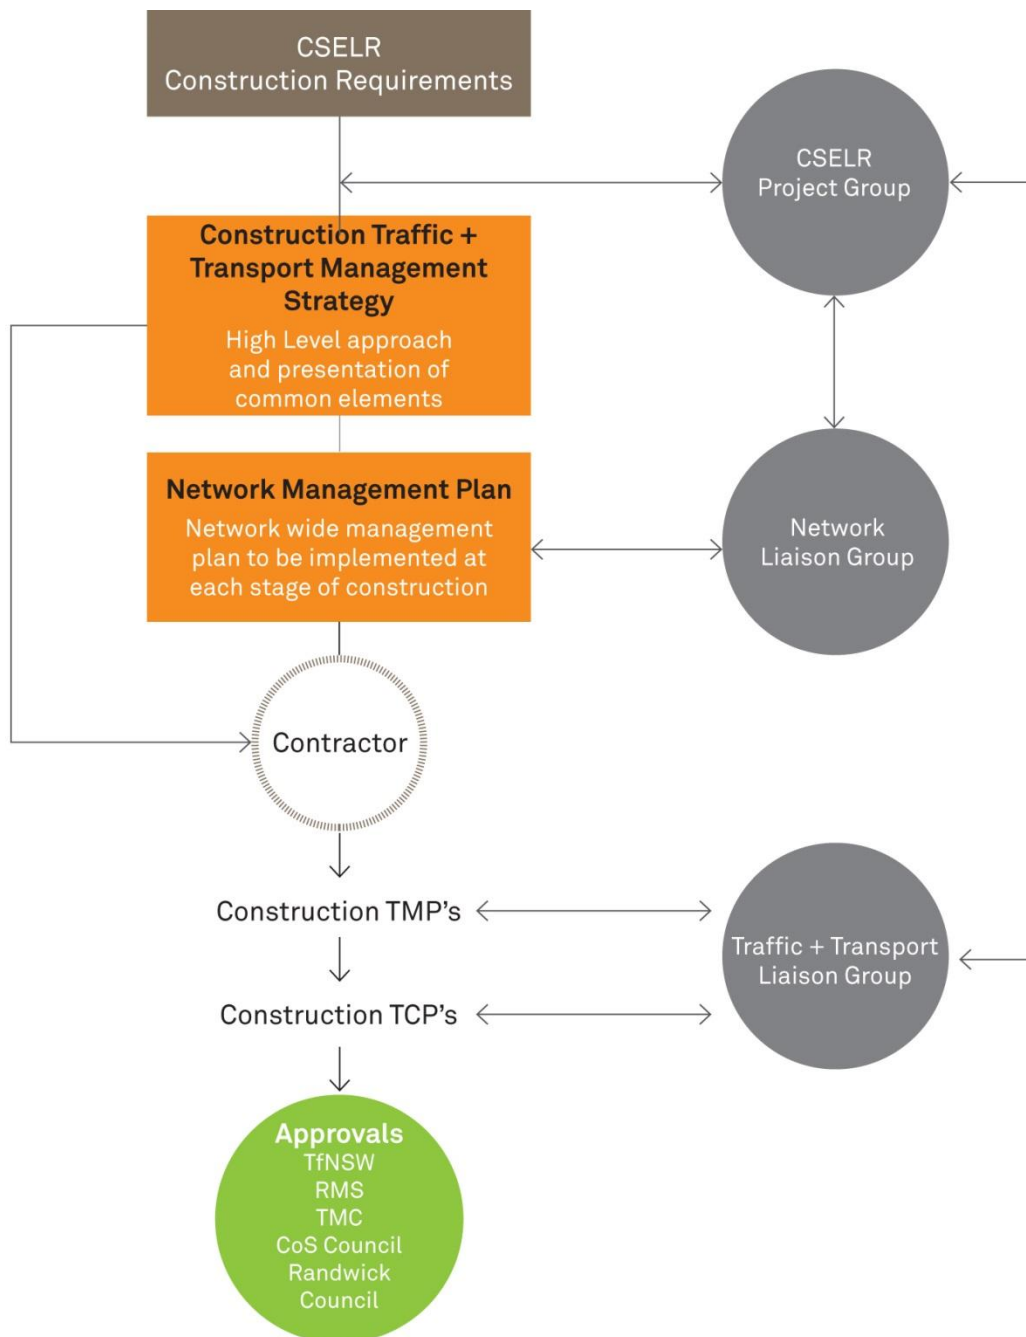 CSELR
Construction Requirements
CSELR
Project Group
Construction Traffic +
Transport Management
Strategy
High Level approach
and presentation of
common elements
Network Management Plan
Network wide management
plan to be implemented at
each stage of construction
Network
Liaison Group
Contractor
Construction TMP's
Traffic + Transport
Liaison Group
Construction TCP's
Approvals
TfNSW
RMS
TMC
CoS Council
Randwick
Council